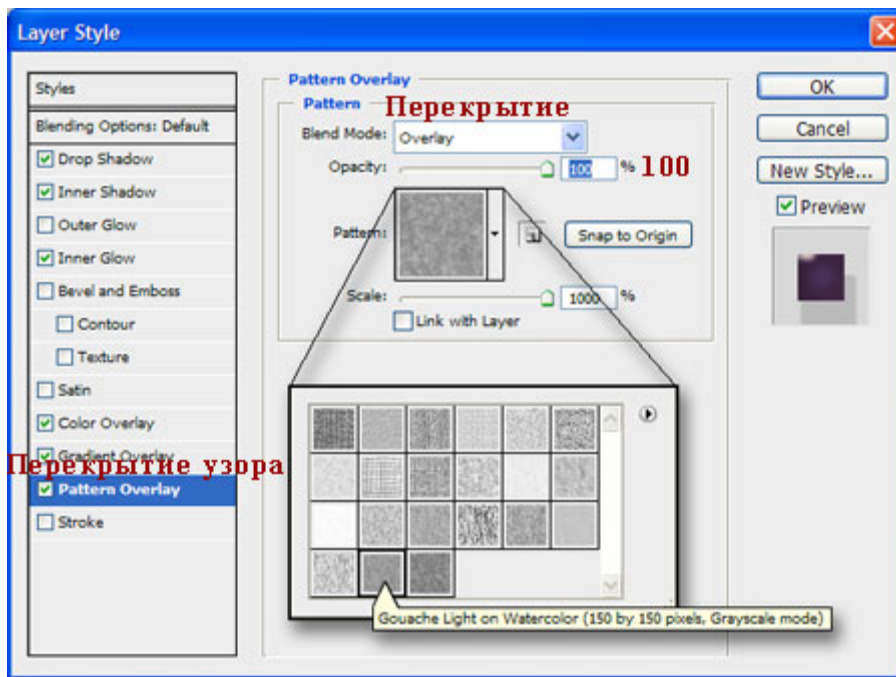 Layer Style
Styles
Blending Options: Default
Drop Shadow
Inner Shadow
Outer Glow
Inner Glow
Bevel and Emboss
Contour
Texture
Satin
Color Overlay
Gradient Overlay
Перекрытие узора
Pattern Overlay
Stroke
Pattern Overlay
Pattern
Перекрытие
Blend Mode: Overlay
Opacity: 100 % 100
Pattern:
Snap to Origin
Scale: 1000 %
Link with Layer
Gouache Light on Watercolor (150 by 150 pixels, Grayscale mode)
OK
Cancel
New Style...
Preview